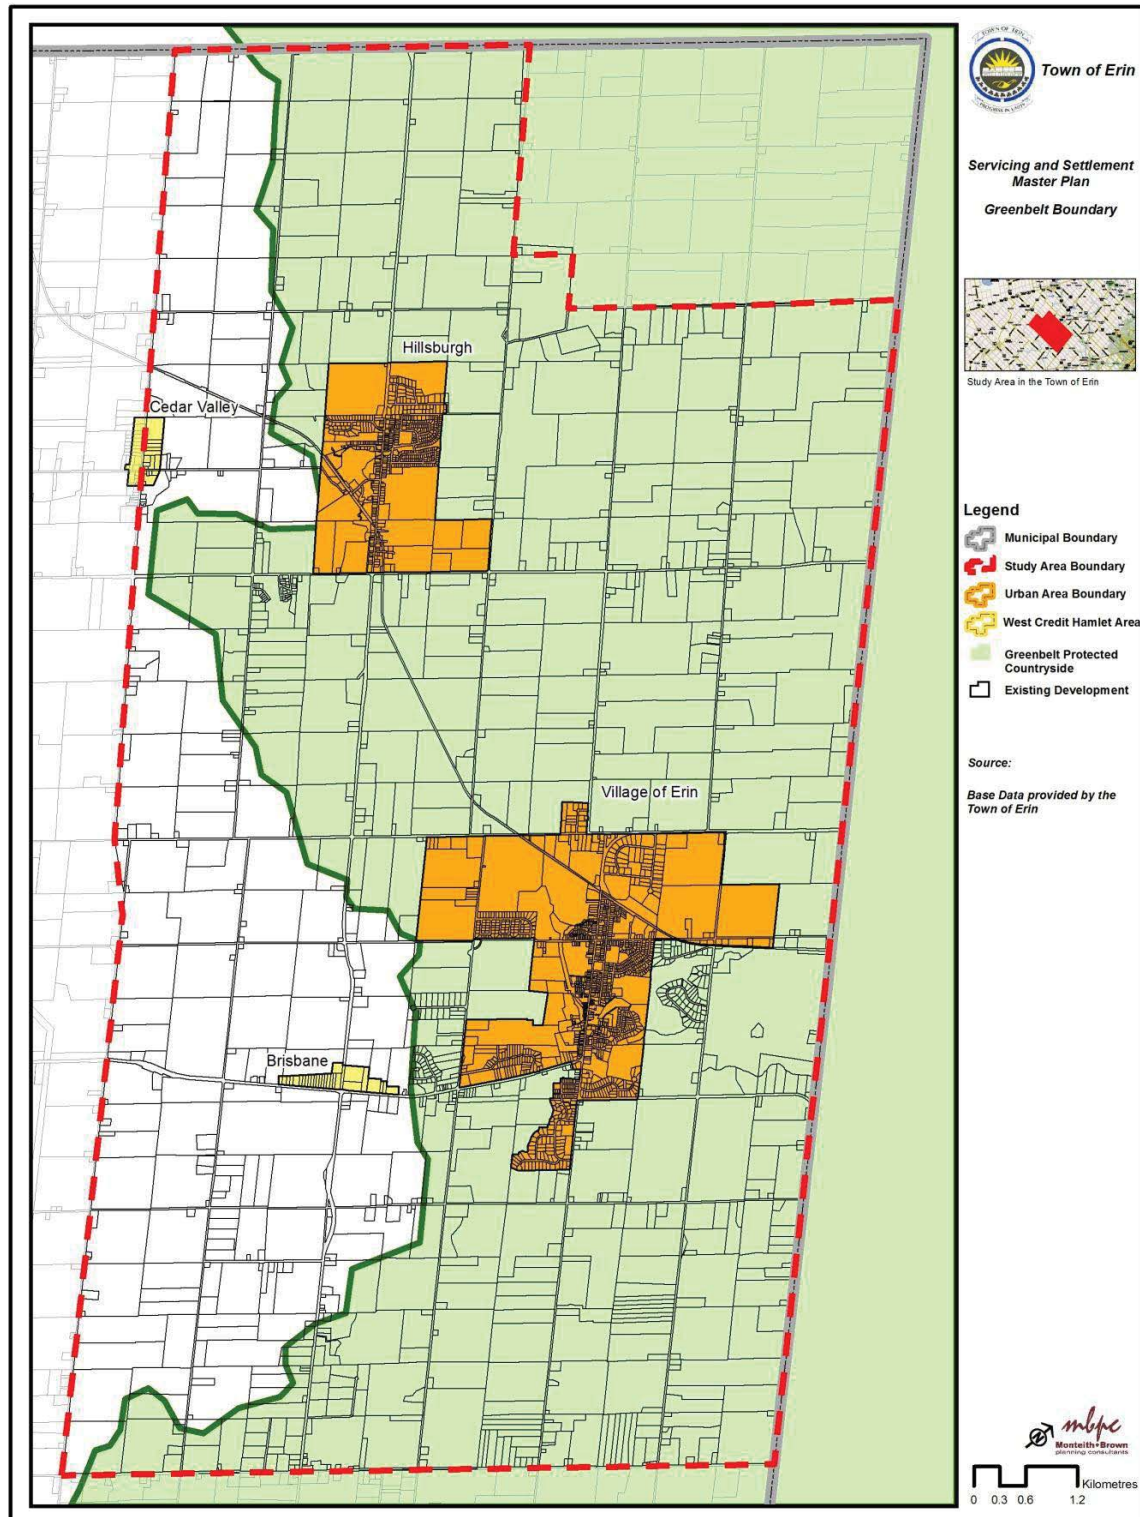 TOWN OF ERIN
Town of Erin
Servicing and Settlement
Master Plan
Greenbelt Boundary
Study Area in the Town of Erin
Hillsburgh
Cedar Valley
Village of Erin
Brisbane
Legend
Municipal Boundary
Study Area Boundary
Urban Area Boundary
West Credit Hamlet Area
Greenbelt Protected
Countryside
Existing Development
Source:
Base Data provided by the
Town of Erin
mbpc
Monteith•Brown
planning consultants
Kilometres
0 0.3 0.6 1.2